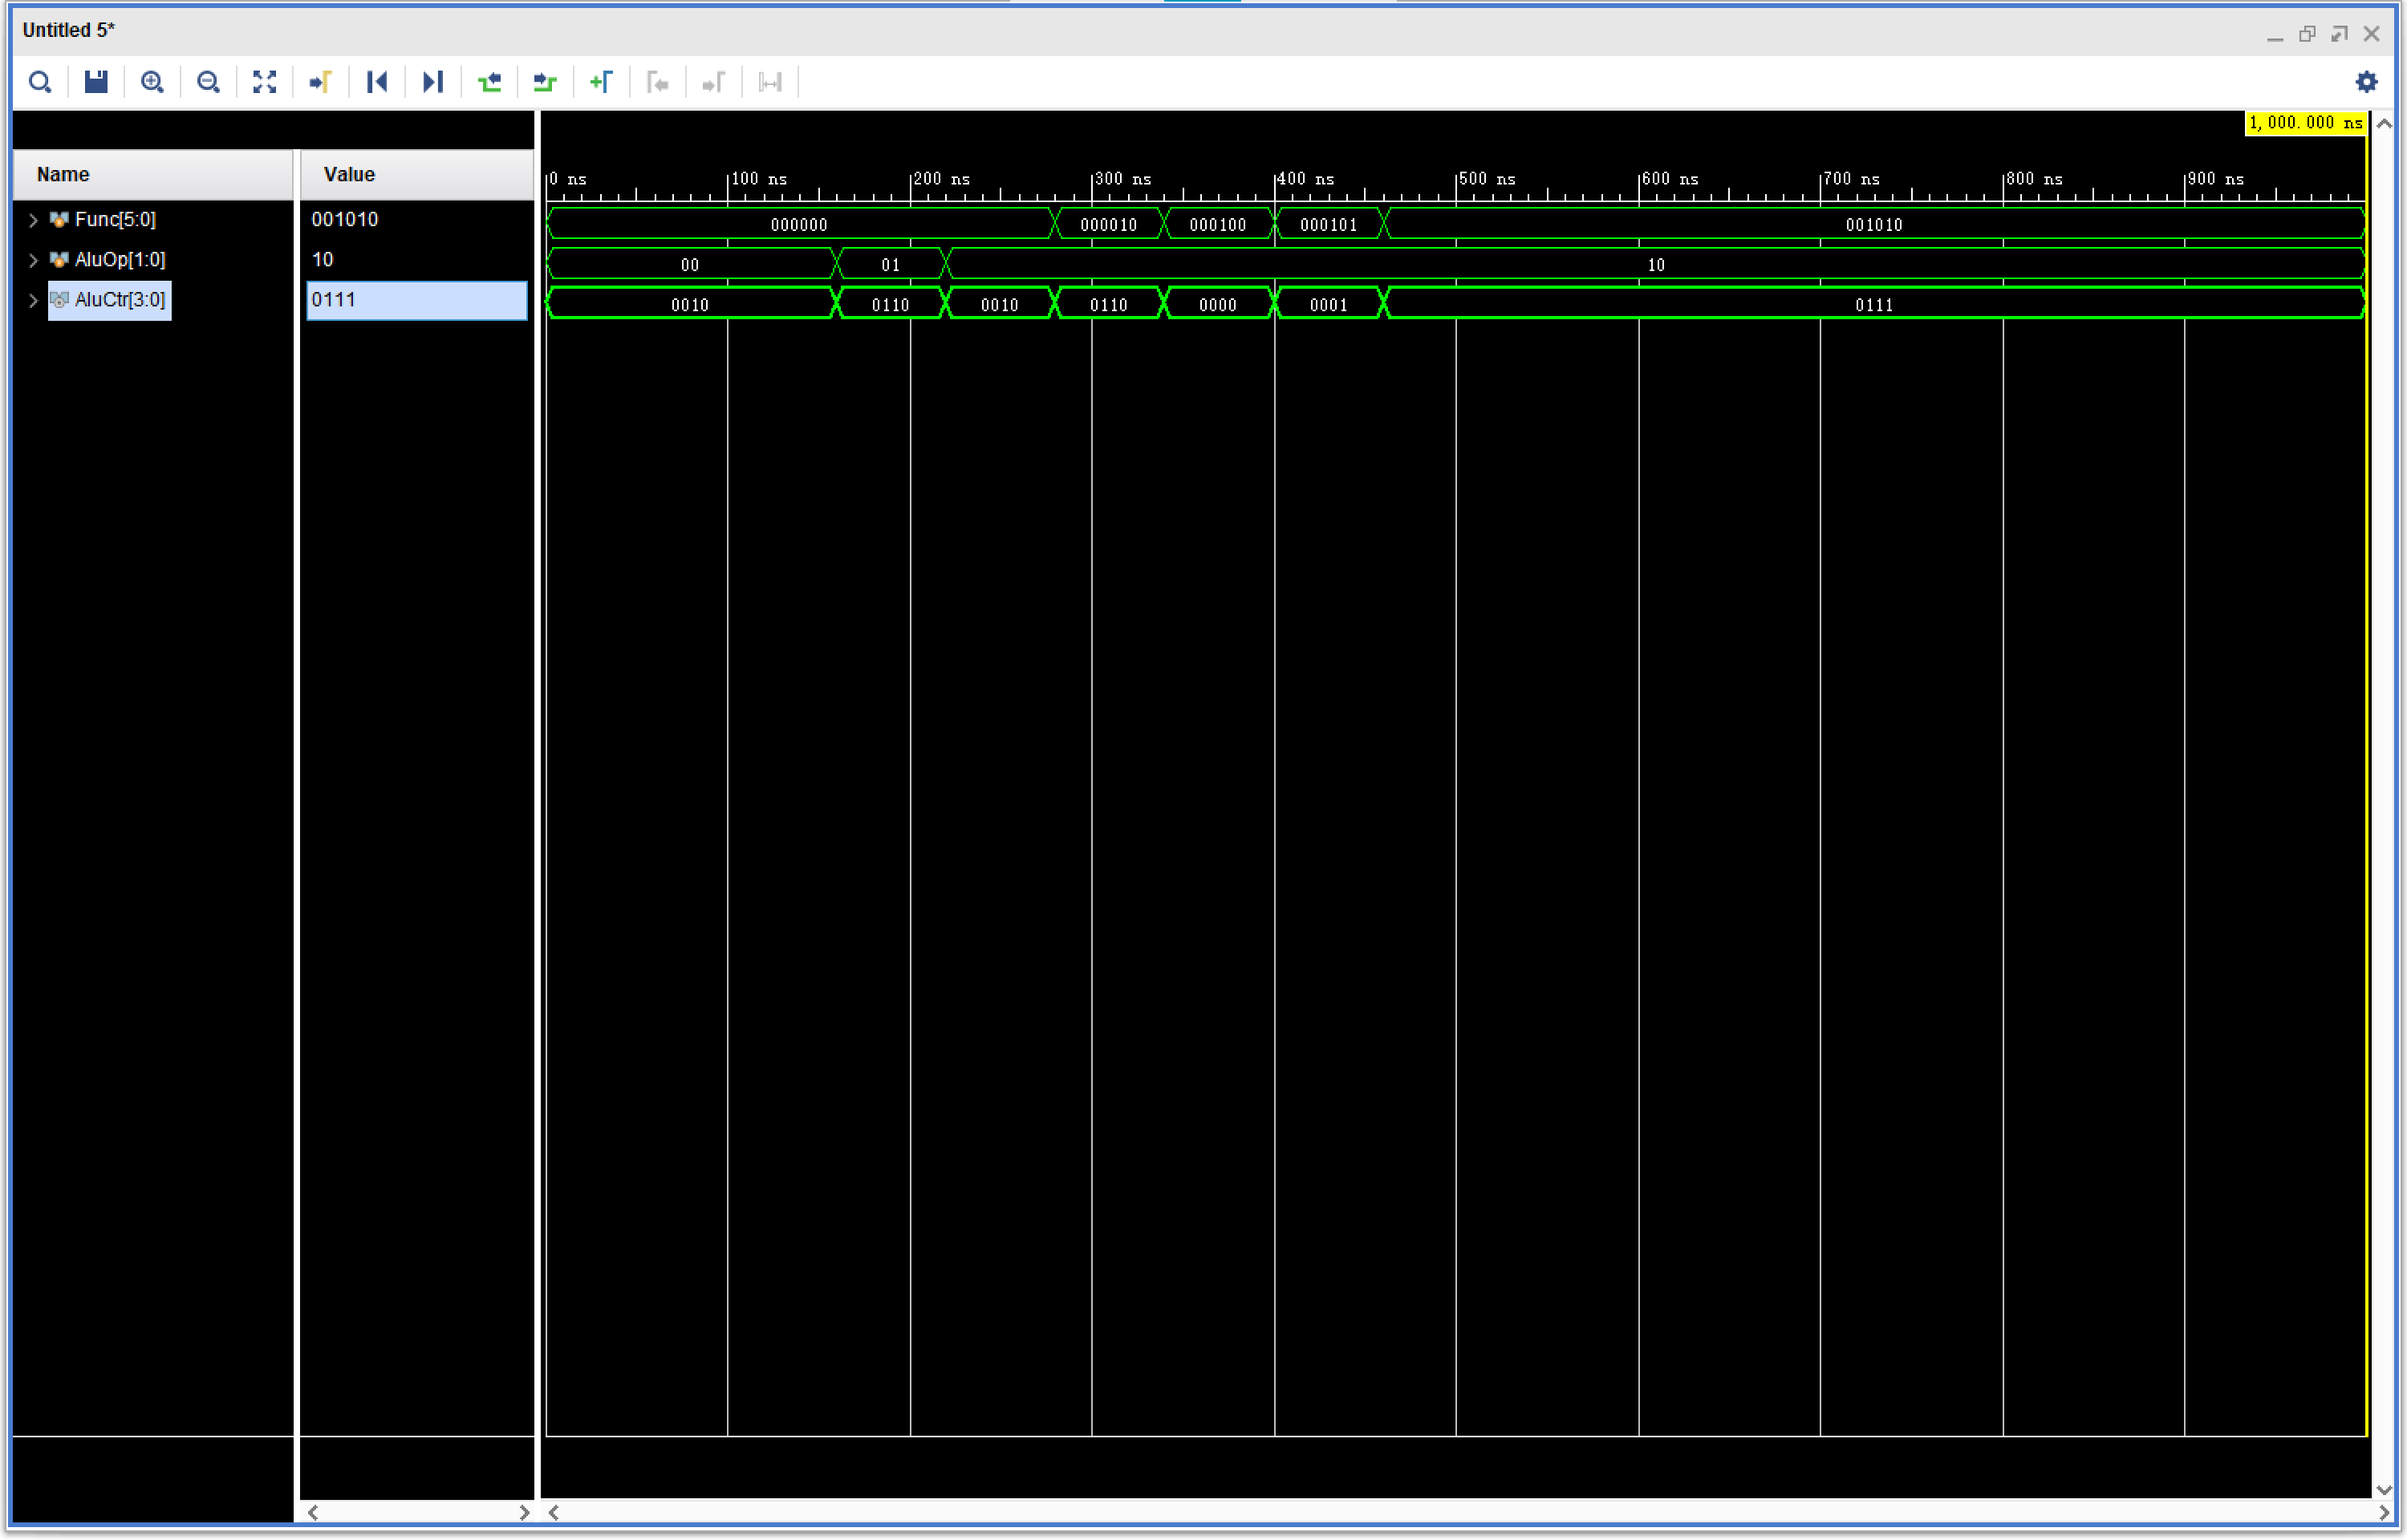 Untitled 5*
1,000.000 ns
Name Value
0 ns 100 ns 200 ns 300 ns 400 ns 500 ns 600 ns 700 ns 800 ns 900 ns
Func[5:0] 001010 000000 000010 000100 000101 001010
AluOp[1:0] 10 00 01 10
AluCtr[3:0] 0111 0010 0110 0010 0110 0000 0001 0111